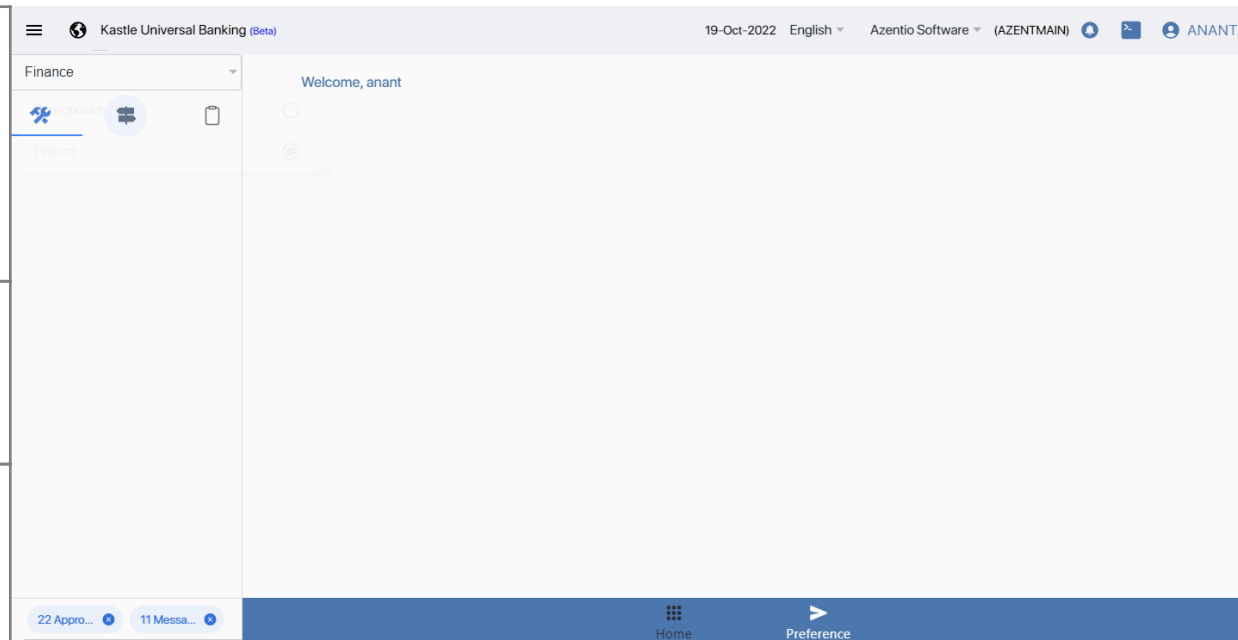 Kastle Universal Banking (Beta) 19-Oct-2022 English Azentio Software (AZENTMAIN) ANANT
Finance
Welcome, anant
Configuration
Finance
22 Appro... 11 Messa...
Home Preference